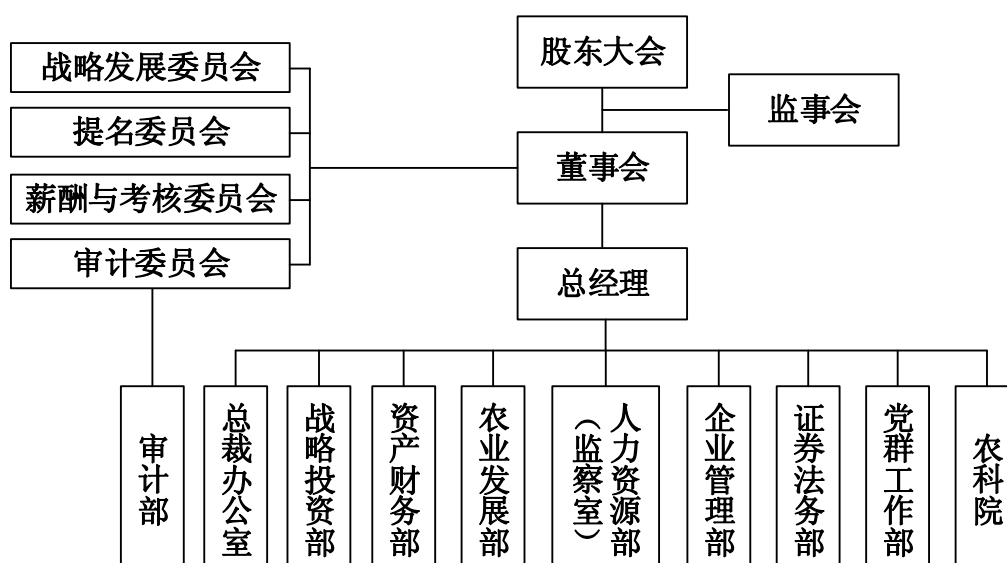 股东大会
战略发展委员会
监事会
提名委员会
董事会
薪酬与考核委员会
审计委员会
总经理
审计部
总裁办公室
战略投资部
资产财务部
农业发展部
人力资源部
（监察室）
企业管理部
证券法务部
党群工作部
农科院